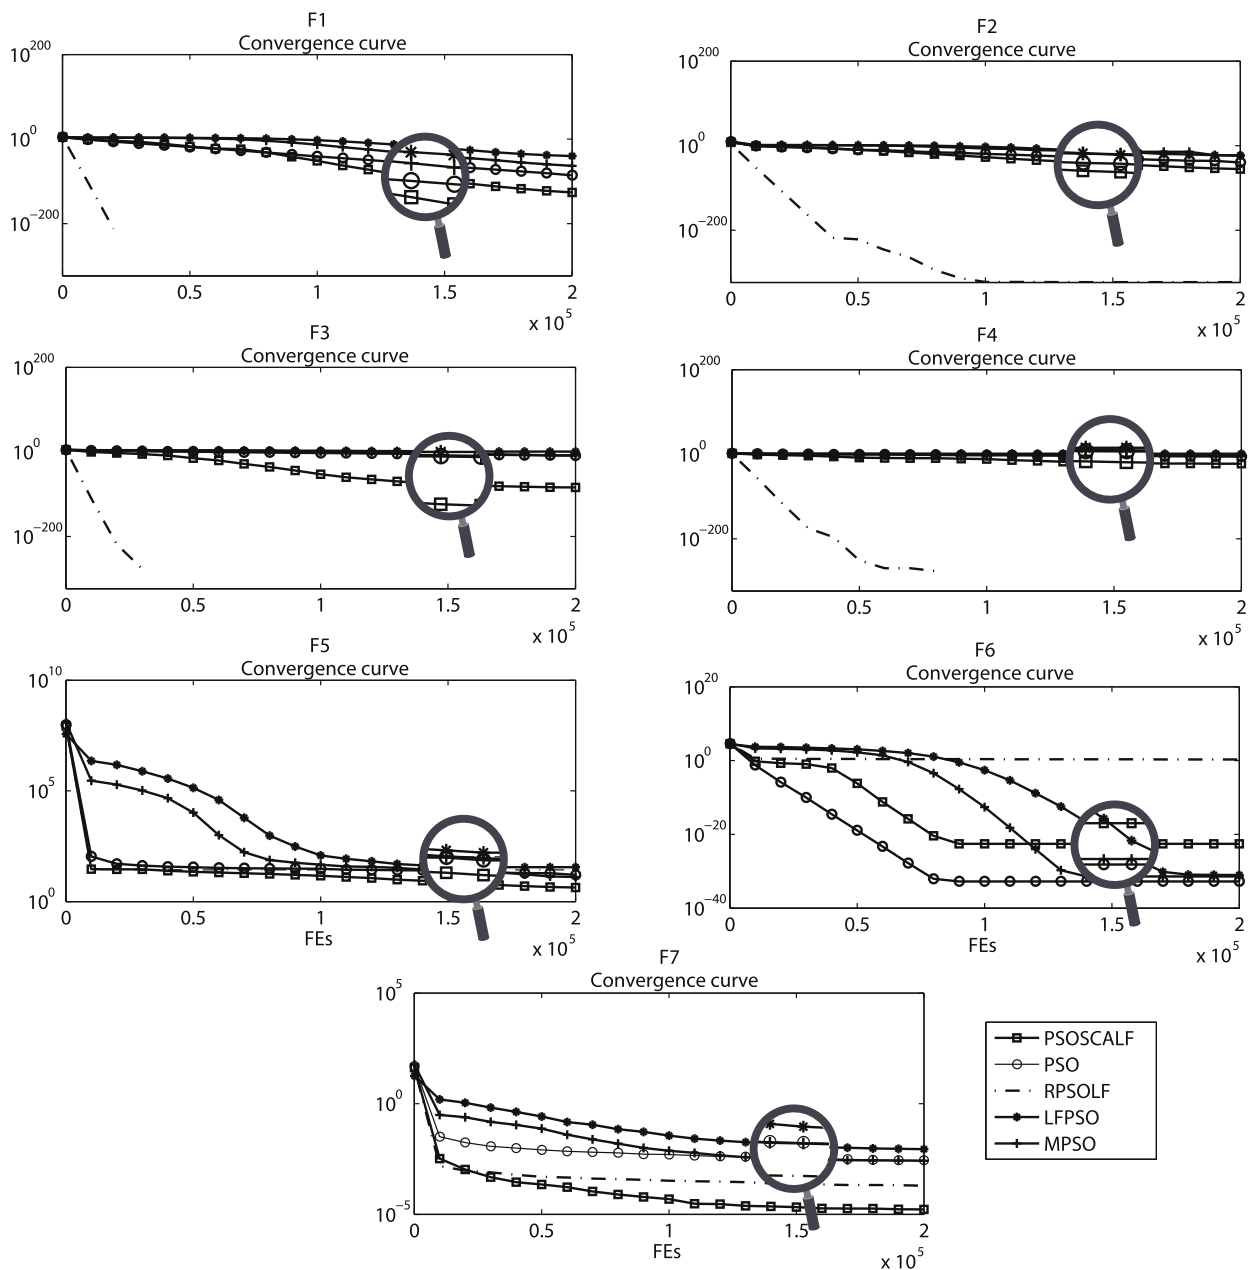 F1
Convergence curve
10^200
10^0
10^-200
0 0.5 1 1.5 2
x 10^5
F2
Convergence curve
10^200
10^0
10^-200
0 0.5 1 1.5 2
x 10^5
F3
Convergence curve
10^200
10^0
10^-200
0 0.5 1 1.5 2
x 10^5
F4
Convergence curve
10^200
10^0
10^-200
0 0.5 1 1.5 2
x 10^5
F5
Convergence curve
10^10
10^5
10^0
0 0.5 1 1.5 2
FEs
x 10^5
F6
Convergence curve
10^20
10^0
10^-20
10^-40
0 0.5 1 1.5 2
FEs
x 10^5
F7
Convergence curve
10^5
10^0
10^-5
0 0.5 1 1.5 2
FEs
x 10^5
PSOSCALF
PSO
RPSOLF
LFPSO
MPSO